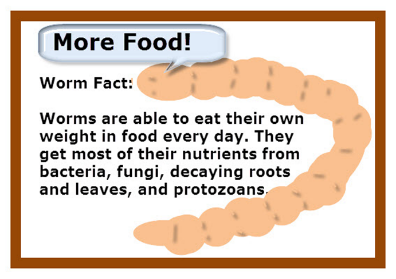 More Food!
Worm Fact:
Worms are able to eat their own
weight in food every day. They
get most of their nutrients from
bacteria, fungi, decaying roots
and leaves, and protozoans.